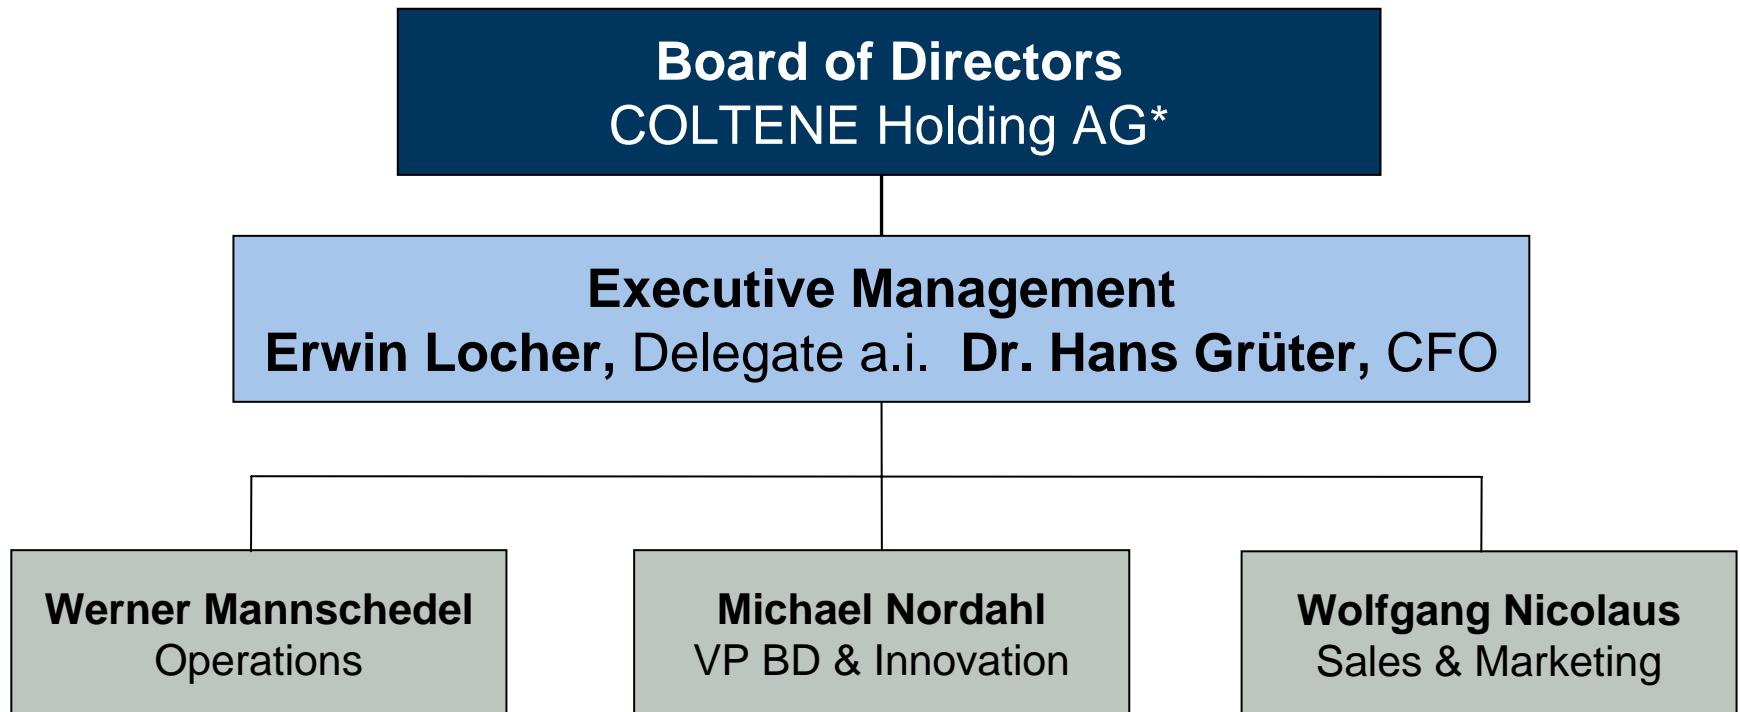 Board of Directors
COLTENE Holding AG*
Executive Management
Erwin Locher, Delegate a.i. Dr. Hans Grüter, CFO
Werner Mannschedel
Operations
Michael Nordahl
VP BD & Innovation
Wolfgang Nicolaus
Sales & Marketing